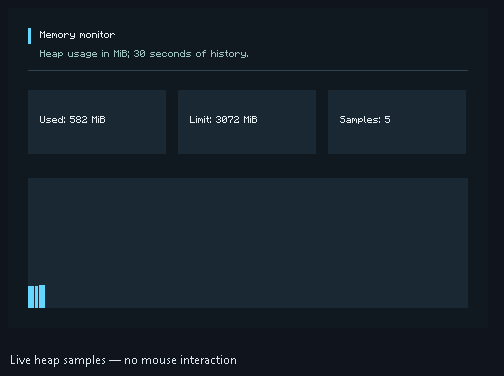 Memory monitor
Heap usage in MiB; 30 seconds of history.
Used: 582 MiB
Limit: 3072 MiB
Samples: 5
Live heap samples — no mouse interaction